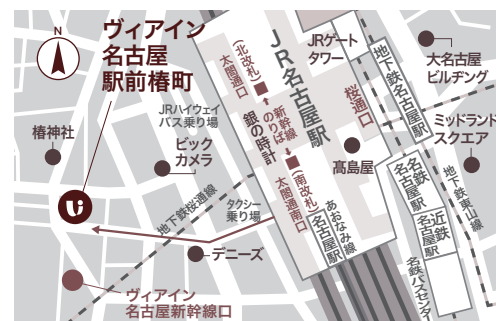 N
ヴィアイン
名古屋
駅前椿町
椿神社
JRハイウェイ
バス乗り場
ビック
カメラ
太閤通口
(北改札)
銀の時計
新幹線
のりば
JR名古屋駅
(南改札)
太閤通南口
JRゲート
タワー
桜通口
髙島屋
地下鉄名古屋駅
大名古屋
ビルヂング
ミッドランド
スクエア
名鉄
名古屋駅
近鉄
名古屋駅
名鉄バスセンター
地下鉄東山線
あおなみ線
名古屋駅
地下鉄桜通線
タクシー
乗り場
デニーズ
ヴィアイン
名古屋新幹線口